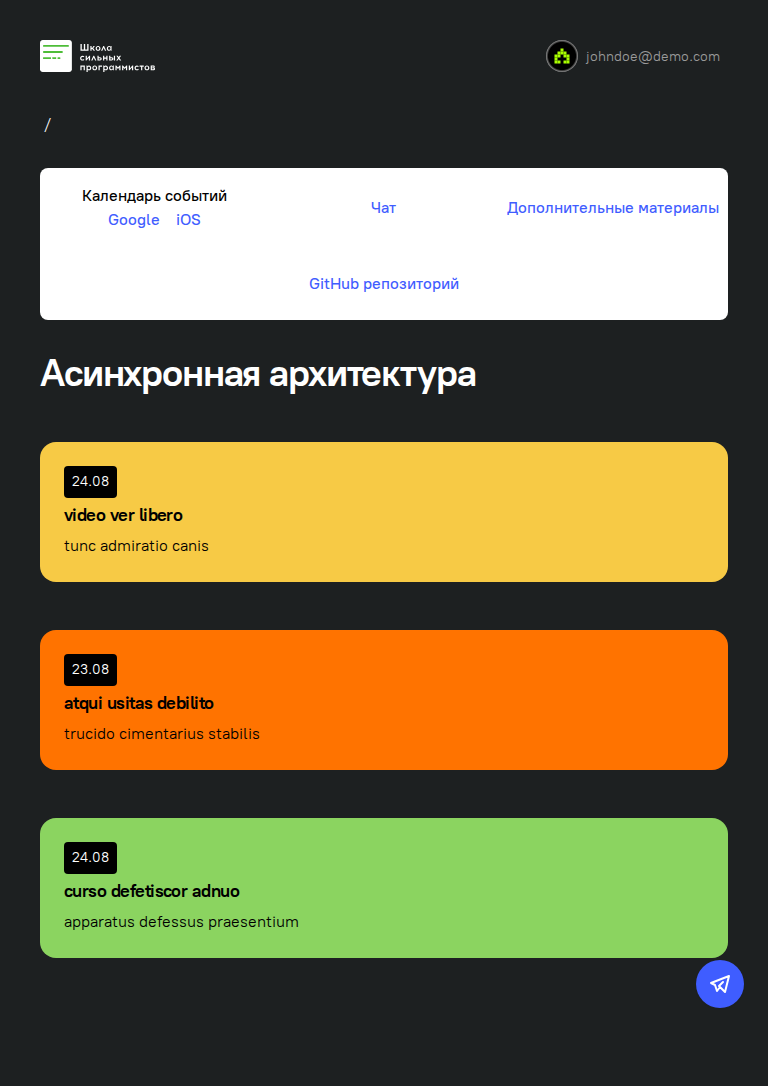 Школа
сильных
программистов
johndoe@demo.com
/
Календарь событий
Google iOS
Чат
Дополнительные материалы
GitHub репозиторий
Асинхронная архитектура
24.08
video ver libero
tunc admiratio canis
23.08
atqui usitas debilito
trucido cimentarius stabilis
24.08
curso defetiscor adnuo
apparatus defessus praesentium